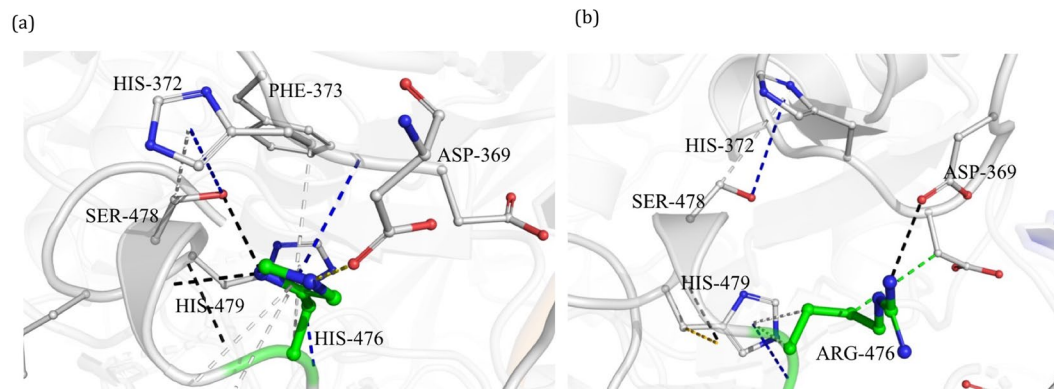 (a)
HIS-372
PHE-373
ASP-369
SER-478
HIS-479
HIS-476
(b)
HIS-372
ASP-369
SER-478
HIS-479
ARG-476